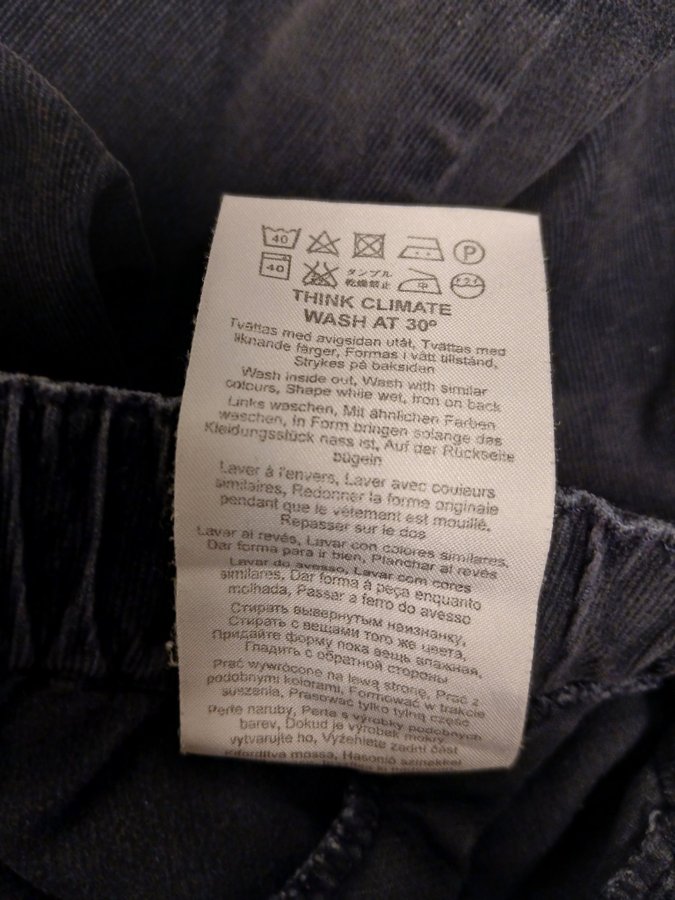 40 P
40 タンブル 乾燥禁止 中
THINK CLIMATE
WASH AT 30º
Tvättas med avigsidan utåt, Tvättas med
liknande färger, Formas i vått tillstånd,
Strykes på baksidan
Wash inside out, Wash with similar
colours, Shape while wet, Iron on back
Links waschen, Mit ähnlichen Farben
waschen, In Form bringen solange das
Kleidungsstück nass ist, Auf der Rückseite
bügeln
Laver à l'envers, Laver avec couleurs
similaires, Redonner la forme originale
pendant que le vêtement est mouillé,
Repasser sur le dos
Lavar al revés, Lavar con colores similares,
Dar forma para ir bien, Planchar al revés
Lavar do avesso, Lavar com cores
similares, Dar forma à peça enquanto
molhada, Passar a ferro do avesso
Стирать вывернутым наизнанку,
Стирать с вещами того же цвета,
Придайте форму пока вещь влажная,
Гладить с обратной стороны
Prać wywrócone na lewą stronę, Prać z
podobnymi kolorami, Formować w trakcie
suszenia, Prasować tylko tylną część
Perte naruby, Perte s výrobky podobných
barev, Dokud je výrobek mokrý
vytvarujte ho, Vyžehlete zadní část
Kifordítva mossa, Hasonló színekkel